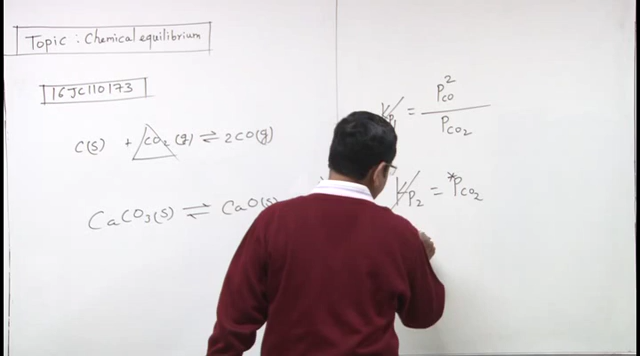 Topic : Chemical equilibrium
16JC110173
C(s) + CO₂(g) ⇌ 2CO(g)
CaCO₃(s) ⇌ CaO(s)
Kp₁ = P²CO / PCO₂
Kp₂ = *PCO₂